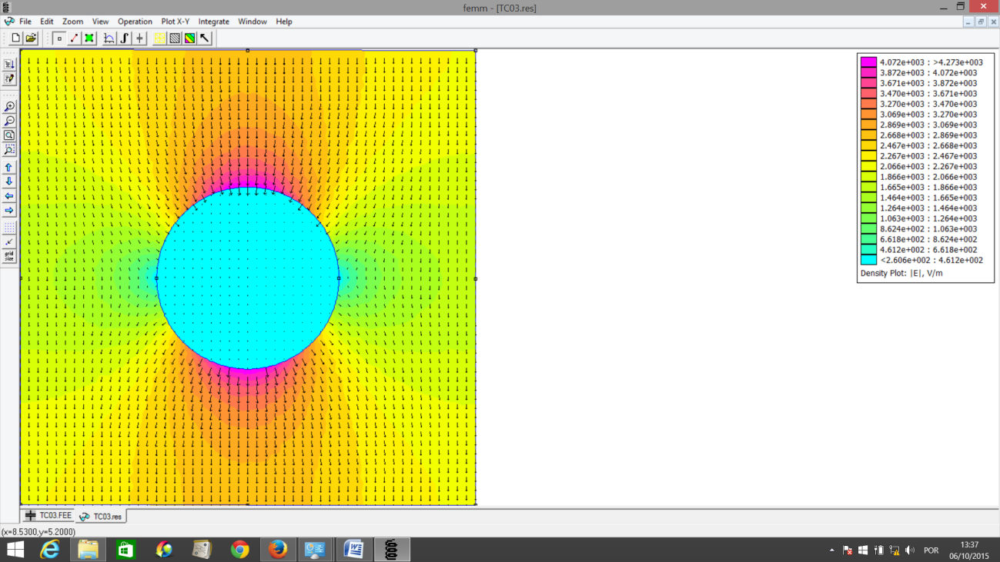 femm - [TC03.res]
File Edit Zoom View Operation Plot X-Y Integrate Window Help
4.072e+003 : >4.273e+003
3.872e+003 : 4.072e+003
3.671e+003 : 3.872e+003
3.470e+003 : 3.671e+003
3.270e+003 : 3.470e+003
3.069e+003 : 3.270e+003
2.869e+003 : 3.069e+003
2.668e+003 : 2.869e+003
2.467e+003 : 2.668e+003
2.267e+003 : 2.467e+003
2.066e+003 : 2.267e+003
1.866e+003 : 2.066e+003
1.665e+003 : 1.866e+003
1.464e+003 : 1.665e+003
1.264e+003 : 1.464e+003
1.063e+003 : 1.264e+003
8.624e+002 : 1.063e+003
6.618e+002 : 8.624e+002
4.612e+002 : 6.618e+002
<2.606e+002 : 4.612e+002
Density Plot: |E|, V/m
grid
size
TC03.FEE TC03.res
(x=8.5300,y=5.2000)
POR
13:37
06/10/2015